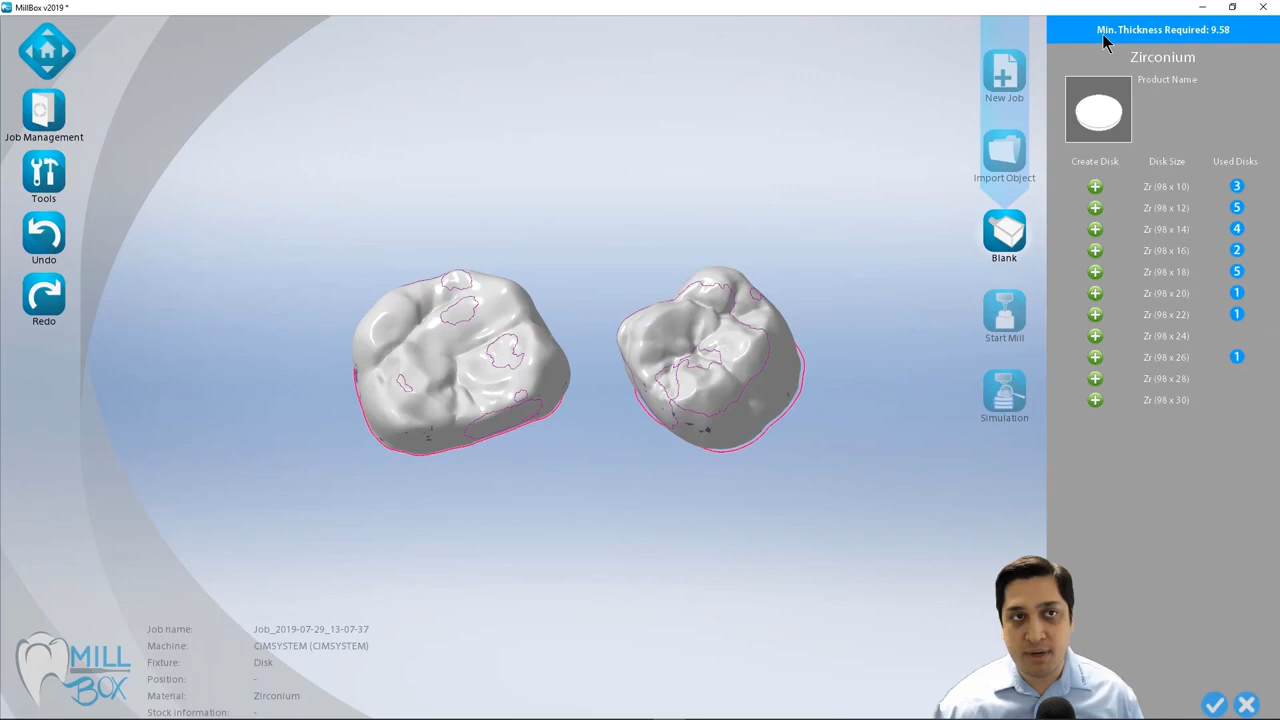 MillBox v2019 *
Min. Thickness Required: 9.58
Zirconium
Product Name
New Job
Job Management
Create Disk Disk Size Used Disks
Import Object
Zr (98 x 10) 3
Tools
Zr (98 x 12) 5
Zr (98 x 14) 4
Zr (98 x 16) 2
Undo
Blank
Zr (98 x 18) 5
Zr (98 x 20) 1
Zr (98 x 22) 1
Redo
Start Mill
Zr (98 x 24)
Zr (98 x 26) 1
Zr (98 x 28)
Zr (98 x 30)
Simulation
Job name: Job_2019-07-29_13-07-37
Machine: CIMSYSTEM (CIMSYSTEM)
Fixture: Disk
Position: -
Material: Zirconium
Stock information: -
MILL
BOX